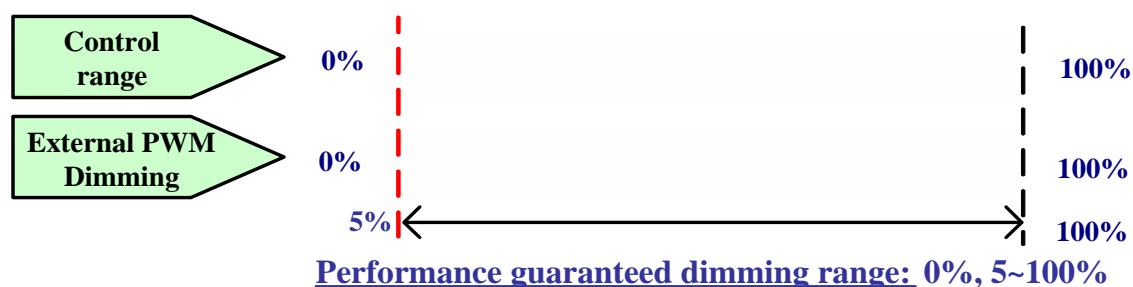 Control
range
0%
100%
External PWM
Dimming
0%
100%
5%
100%
Performance guaranteed dimming range: 0%, 5~100%